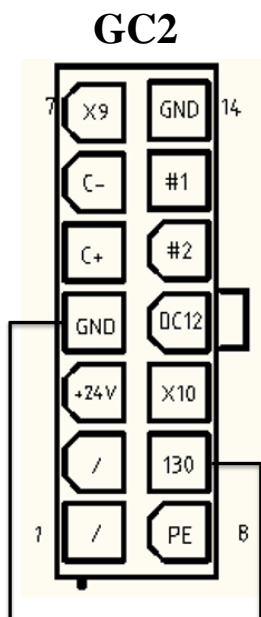 GC2
7 X9 GND 14
C- #1
C+ #2
GND DC12
+24V X10
/ 130
1 / PE 8